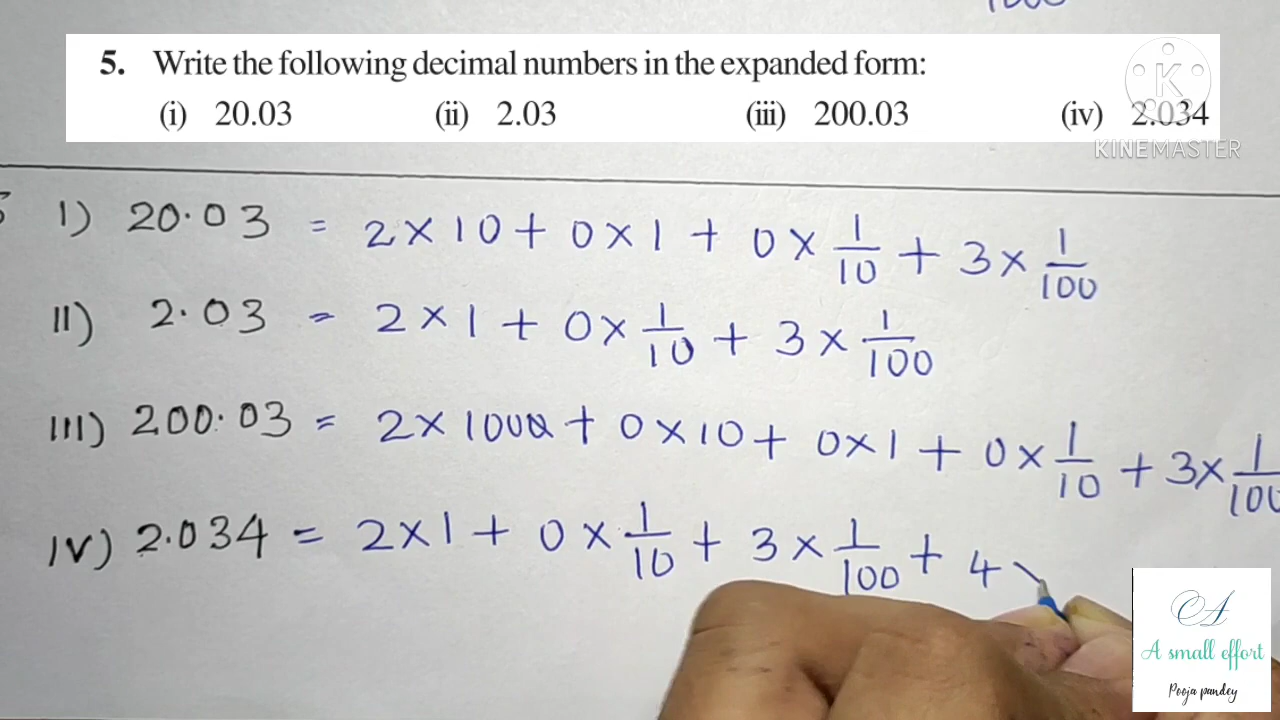 5. Write the following decimal numbers in the expanded form:
(i) 20.03 (ii) 2.03 (iii) 200.03 (iv) 2.034
K
KINEMASTER
I) 20.03 = 2 × 10 + 0 × 1 + 0 × 1/10 + 3 × 1/100
II) 2.03 = 2 × 1 + 0 × 1/10 + 3 × 1/100
III) 200.03 = 2 × 100 + 0 × 10 + 0 × 1 + 0 × 1/10 + 3 × 1/100
IV) 2.034 = 2 × 1 + 0 × 1/10 + 3 × 1/100 + 4
A
A small effort
Pooja pandey